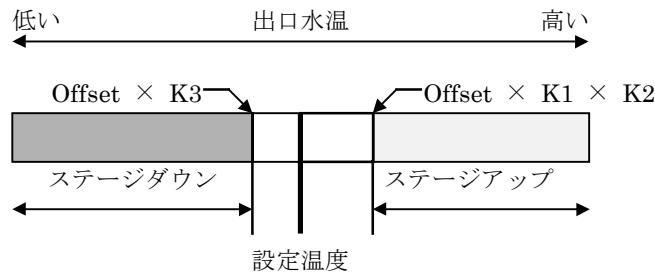 低い 出口水温 高い
Offset × K3 Offset × K1 × K2
ステージダウン ステージアップ
設定温度